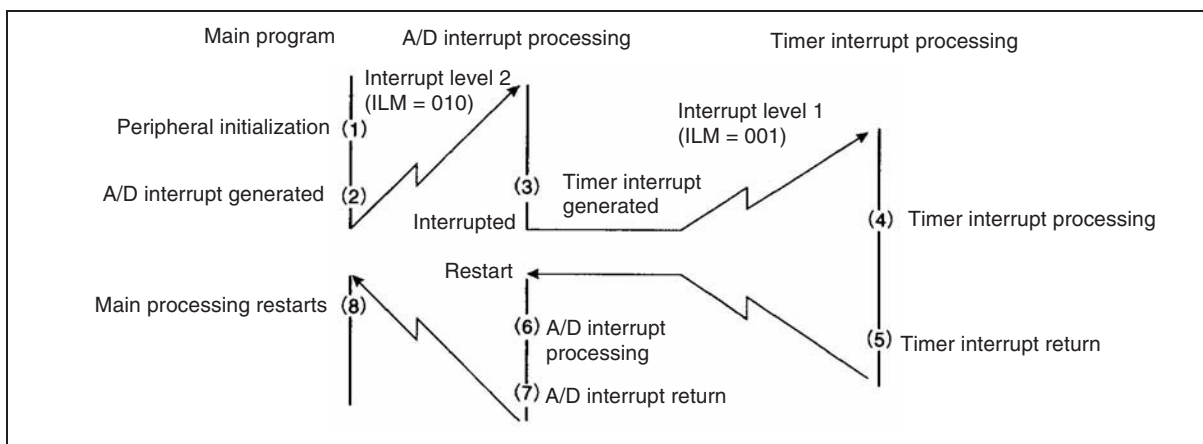 Main program
A/D interrupt processing
Timer interrupt processing
Interrupt level 2
(ILM = 010)
Interrupt level 1
(ILM = 001)
Peripheral initialization (1)
A/D interrupt generated (2)
(3) Timer interrupt
generated
Interrupted
(4) Timer interrupt processing
Restart
Main processing restarts (8)
(6) A/D interrupt
processing
(5) Timer interrupt return
(7) A/D interrupt return